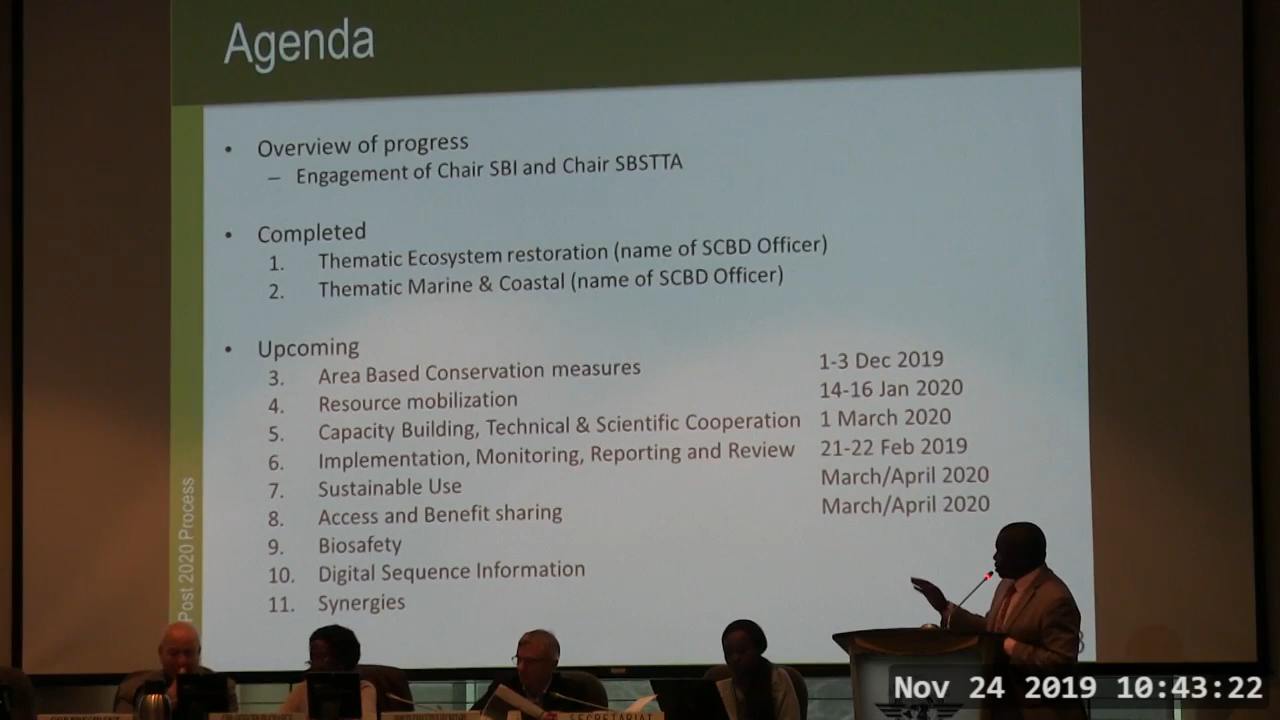 Agenda
• Overview of progress
– Engagement of Chair SBI and Chair SBSTTA
• Completed
1. Thematic Ecosystem restoration (name of SCBD Officer)
2. Thematic Marine & Coastal (name of SCBD Officer)
• Upcoming
3. Area Based Conservation measures 1-3 Dec 2019
4. Resource mobilization 14-16 Jan 2020
5. Capacity Building, Technical & Scientific Cooperation 1 March 2020
6. Implementation, Monitoring, Reporting and Review 21-22 Feb 2019
7. Sustainable Use March/April 2020
8. Access and Benefit sharing March/April 2020
9. Biosafety
10. Digital Sequence Information
11. Synergies
Post 2020 Process
SECRETARIAT
Nov 24 2019 10:43:22